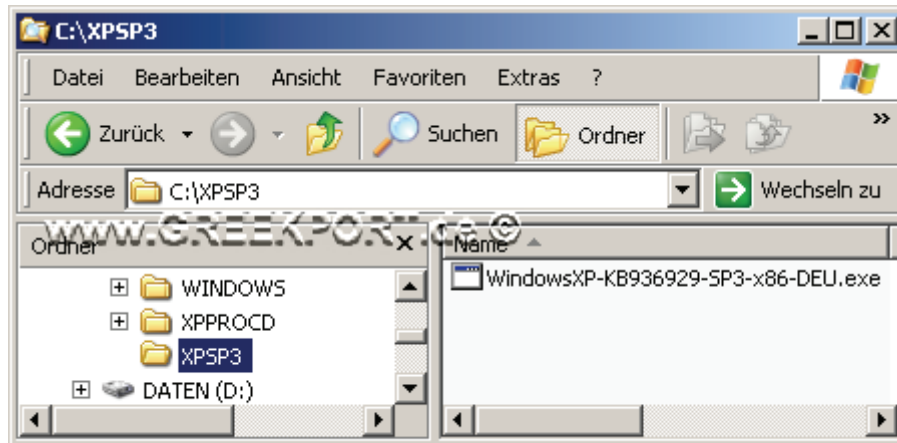 C:\XPSP3
Datei Bearbeiten Ansicht Favoriten Extras ?
Zurück Suchen Ordner »
Adresse C:\XPSP3 Wechseln zu
www.GREEKPORT.de ©
Ordner x Name
WINDOWS WindowsXP-KB936929-SP3-x86-DEU.exe
XPPROCD
XPSP3
DATEN (D:)